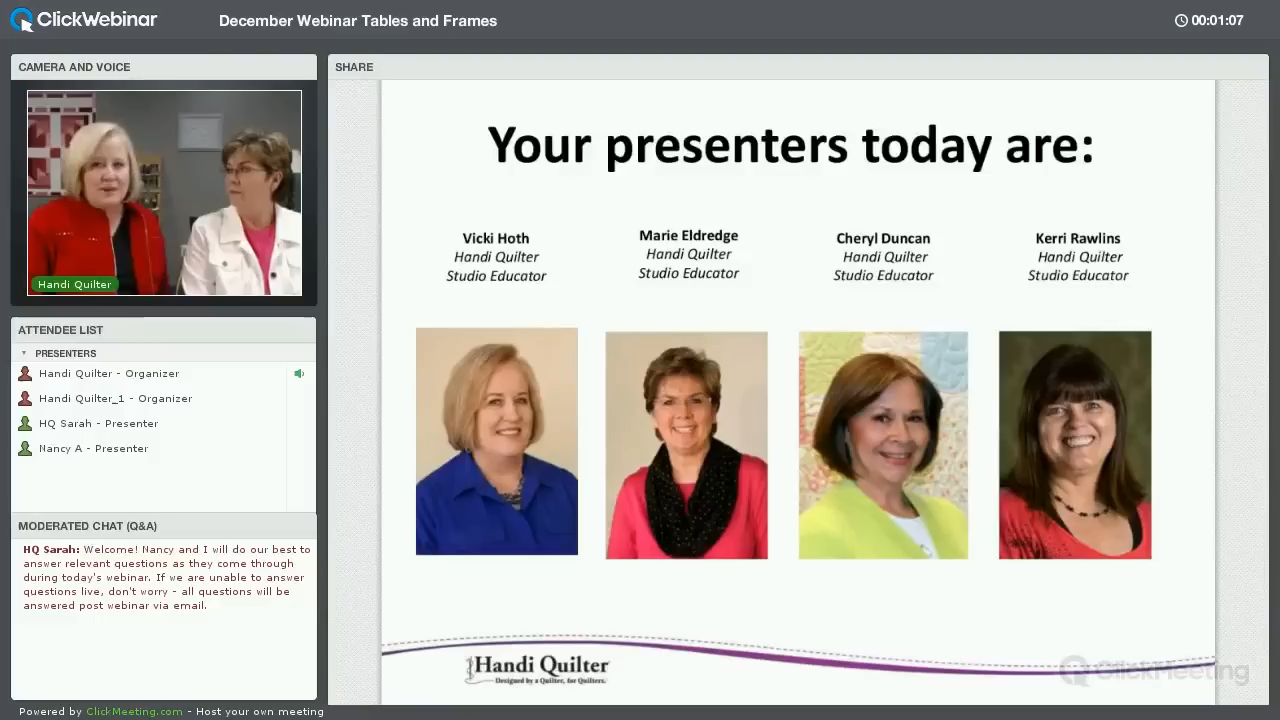 ClickWebinar
December Webinar Tables and Frames
00:01:07
CAMERA AND VOICE
Handi Quilter
ATTENDEE LIST
PRESENTERS
Handi Quilter - Organizer
Handi Quilter_1 - Organizer
HQ Sarah - Presenter
Nancy A - Presenter
MODERATED CHAT (Q&A)
HQ Sarah: Welcome! Nancy and I will do our best to
answer relevant questions as they come through
during today's webinar. If we are unable to answer
questions live, don't worry - all questions will be
answered post webinar via email.
SHARE
Your presenters today are:
Vicki Hoth
Handi Quilter
Studio Educator
Marie Eldredge
Handi Quilter
Studio Educator
Cheryl Duncan
Handi Quilter
Studio Educator
Kerri Rawlins
Handi Quilter
Studio Educator
Handi Quilter
Designed by a Quilter, for Quilters.
ClickMeeting
Powered by ClickMeeting.com - Host your own meeting